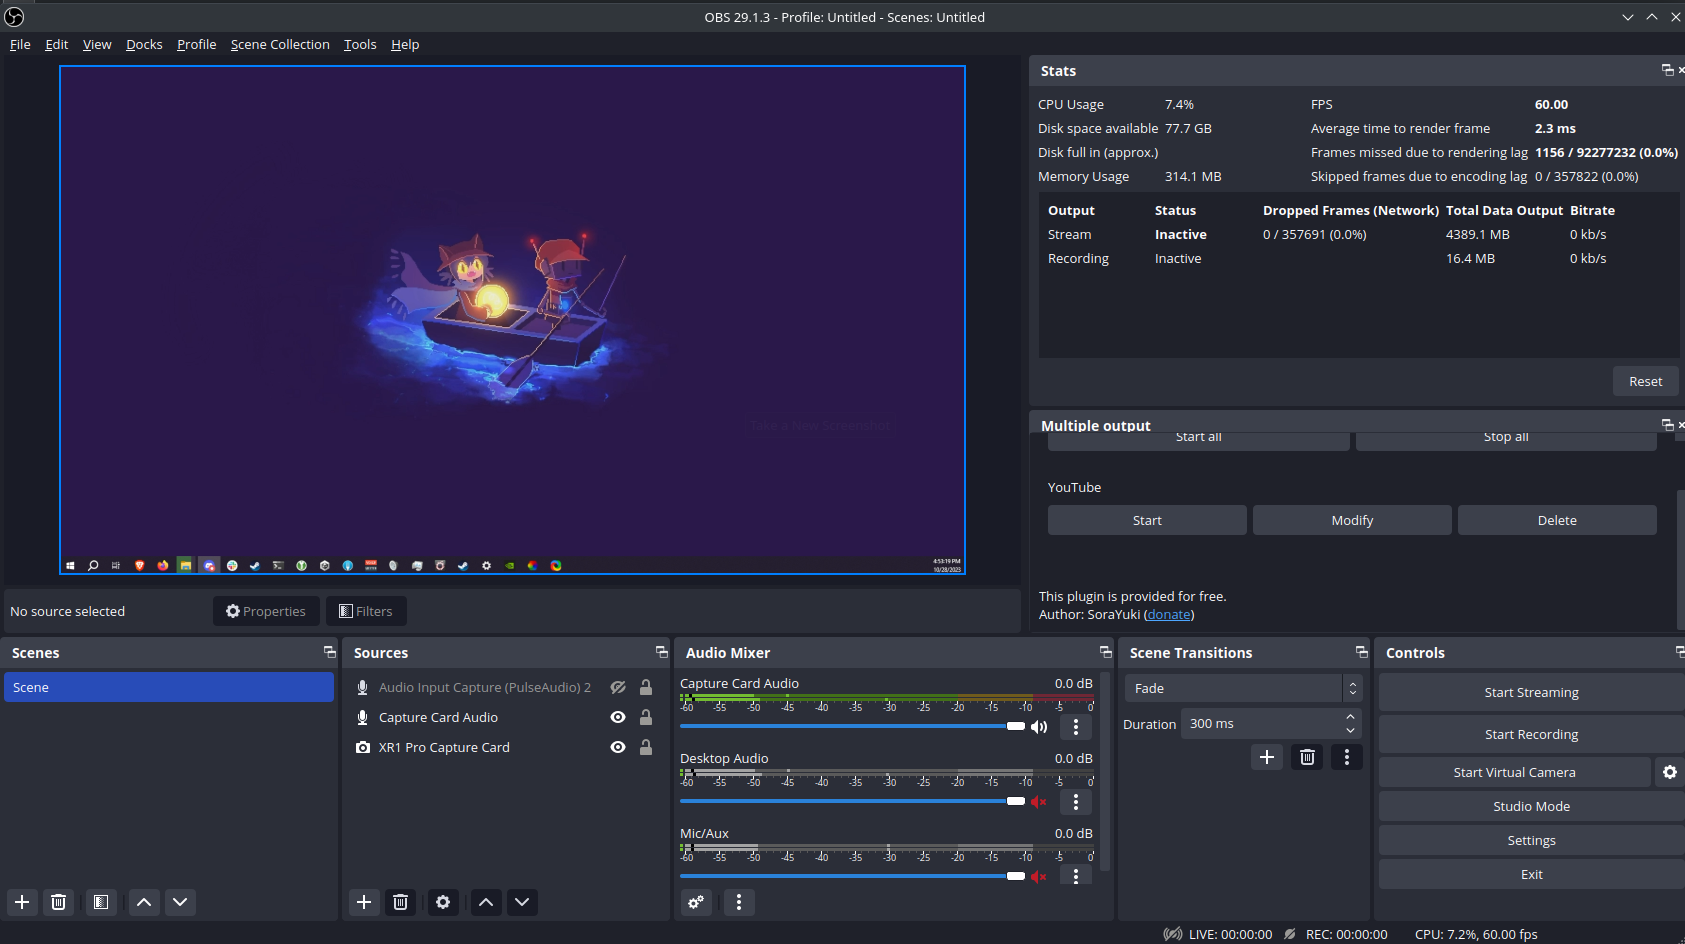 OBS 29.1.3 - Profile: Untitled - Scenes: Untitled
File Edit View Docks Profile Scene Collection Tools Help
Stats
CPU Usage 7.4% FPS 60.00
Disk space available 77.7 GB Average time to render frame 2.3 ms
Disk full in (approx.) Frames missed due to rendering lag 1156 / 92277232 (0.0%)
Memory Usage 314.1 MB Skipped frames due to encoding lag 0 / 357822 (0.0%)
Output Status Dropped Frames (Network) Total Data Output Bitrate
Stream Inactive 0 / 357691 (0.0%) 4389.1 MB 0 kb/s
Recording Inactive 16.4 MB 0 kb/s
Reset
Take a New Screenshot
Multiple output
Start all Stop all
YouTube
Start Modify Delete
4:53:19 PM
10/28/2023
This plugin is provided for free.
Author: SoraYuki (donate)
No source selected Properties Filters
Scenes
Scene
Sources
Audio Input Capture (PulseAudio) 2
Capture Card Audio
XR1 Pro Capture Card
Audio Mixer
Capture Card Audio 0.0 dB
-60 -55 -50 -45 -40 -35 -30 -25 -20 -15 -10 -5 0
Desktop Audio 0.0 dB
-60 -55 -50 -45 -40 -35 -30 -25 -20 -15 -10 -5 0
Mic/Aux 0.0 dB
-60 -55 -50 -45 -40 -35 -30 -25 -20 -15 -10 -5 0
Scene Transitions
Fade
Duration 300 ms
Controls
Start Streaming
Start Recording
Start Virtual Camera
Studio Mode
Settings
Exit
LIVE: 00:00:00 REC: 00:00:00 CPU: 7.2%, 60.00 fps